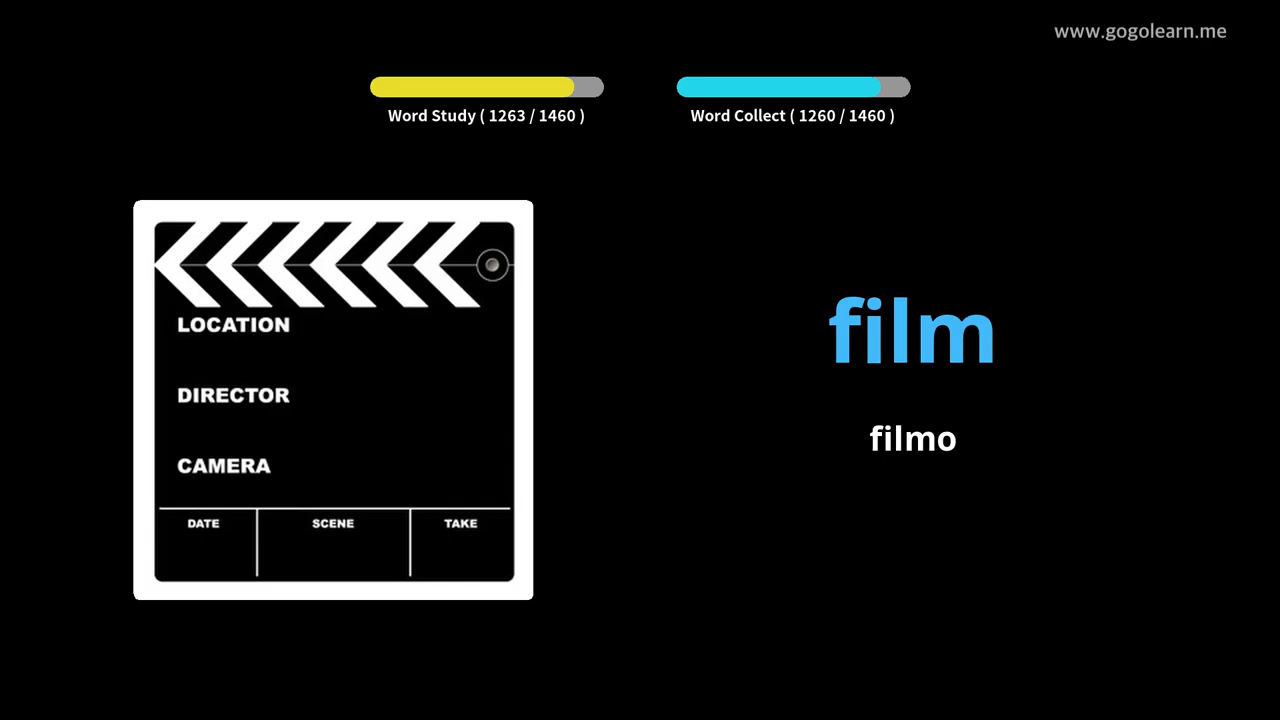 www.gogolearn.me
Word Study ( 1263 / 1460 )
Word Collect ( 1260 / 1460 )
LOCATION
DIRECTOR
CAMERA
DATE
SCENE
TAKE
film
filmo